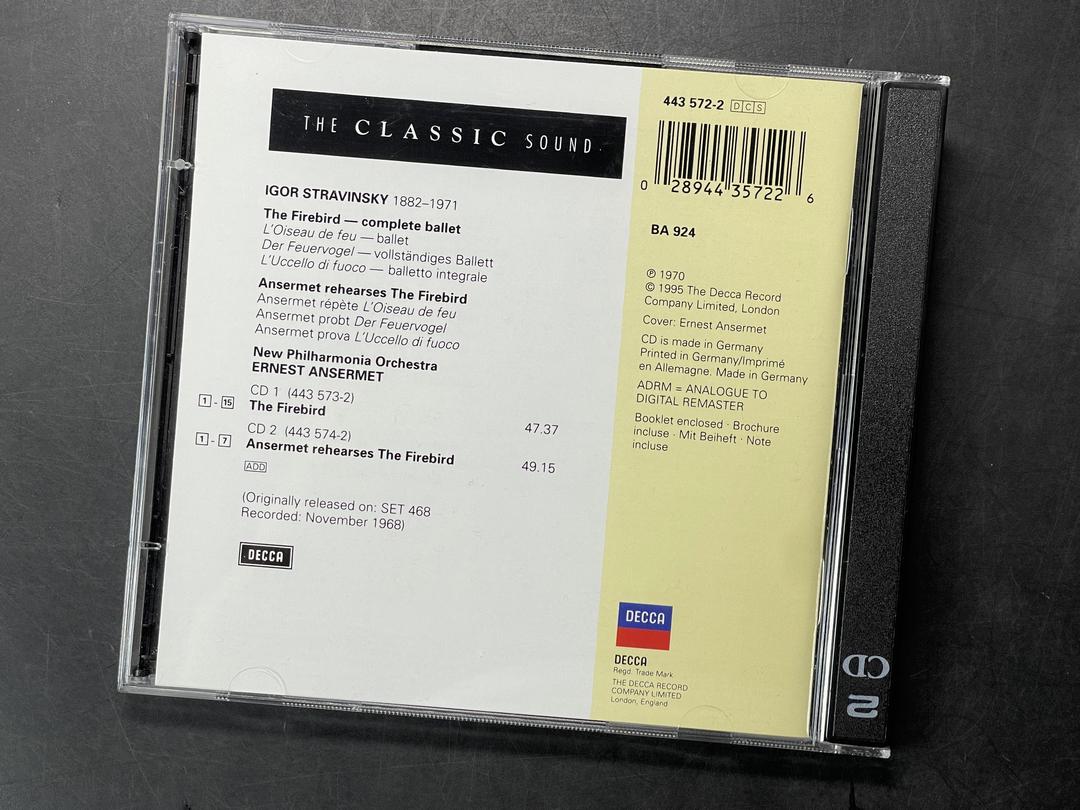 THE CLASSIC SOUND
IGOR STRAVINSKY 1882–1971
The Firebird — complete ballet
L'Oiseau de feu — ballet
Der Feuervogel — vollständiges Ballett
L'Uccello di fuoco — balletto integrale
Ansermet rehearses The Firebird
Ansermet répète L'Oiseau de feu
Ansermet probt Der Feuervogel
Ansermet prova L'Uccello di fuoco
New Philharmonia Orchestra
ERNEST ANSERMET
CD 1 (443 573-2)
1 - 15 The Firebird 47.37
CD 2 (443 574-2)
1 - 7 Ansermet rehearses The Firebird 49.15
ADD
(Originally released on: SET 468
Recorded: November 1968)
DECCA
443 572-2 DCS
0 28944 35722 6
BA 924
℗ 1970
© 1995 The Decca Record
Company Limited, London
Cover: Ernest Ansermet
CD is made in Germany
Printed in Germany/Imprimé
en Allemagne. Made in Germany
ADRM = ANALOGUE TO
DIGITAL REMASTER
Booklet enclosed · Brochure
incluse · Mit Beiheft · Note
incluse
DECCA
DECCA
Regd. Trade Mark
THE DECCA RECORD
COMPANY LIMITED
London, England
2 CD